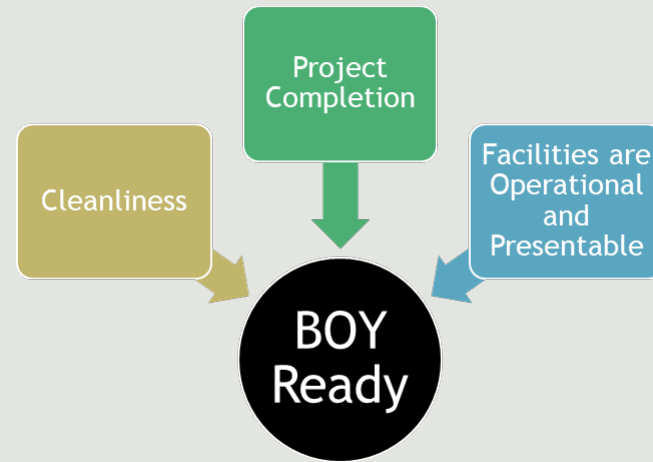 Project
Completion
Cleanliness
Facilities are
Operational
and
Presentable
BOY
Ready